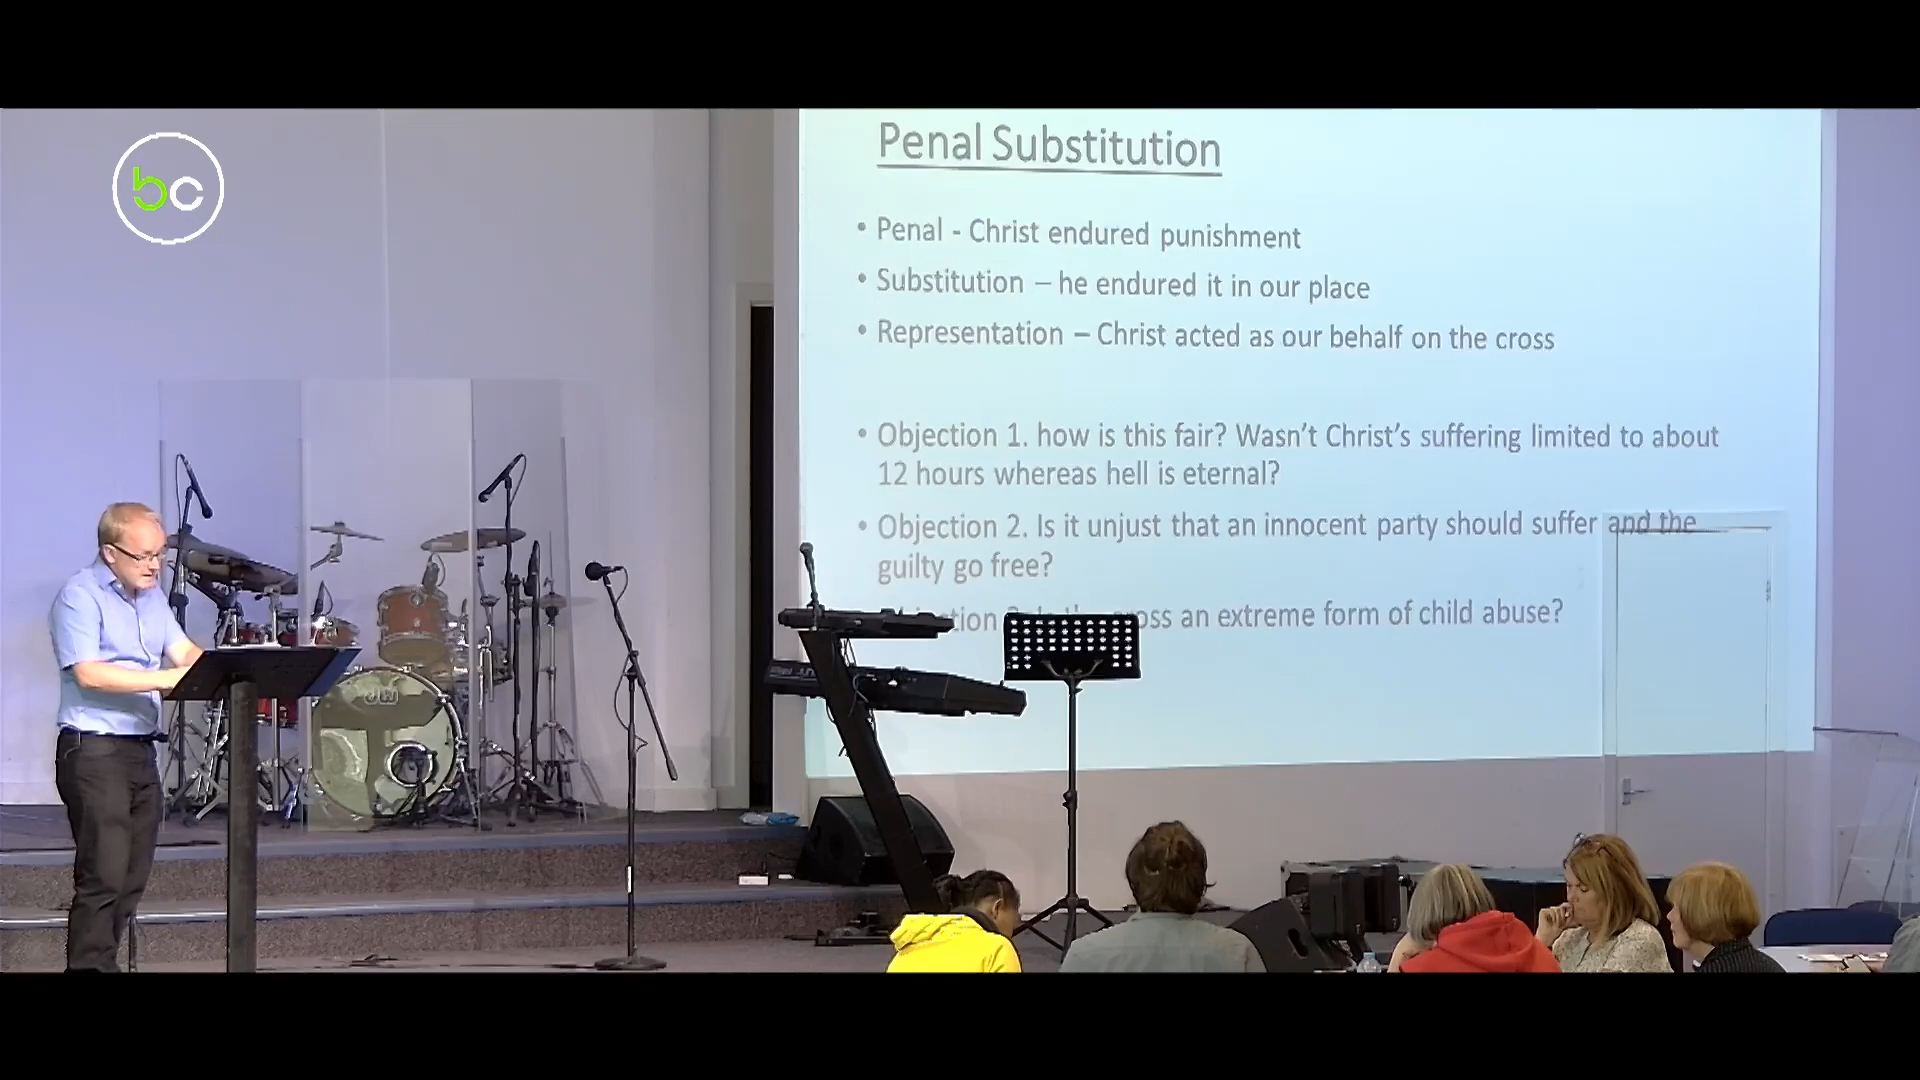 bc
Penal Substitution
• Penal - Christ endured punishment
• Substitution – he endured it in our place
• Representation – Christ acted as our behalf on the cross
• Objection 1. how is this fair? Wasn't Christ's suffering limited to about
12 hours whereas hell is eternal?
• Objection 2. Is it unjust that an innocent party should suffer and the
guilty go free?
an extreme form of child abuse?
dw